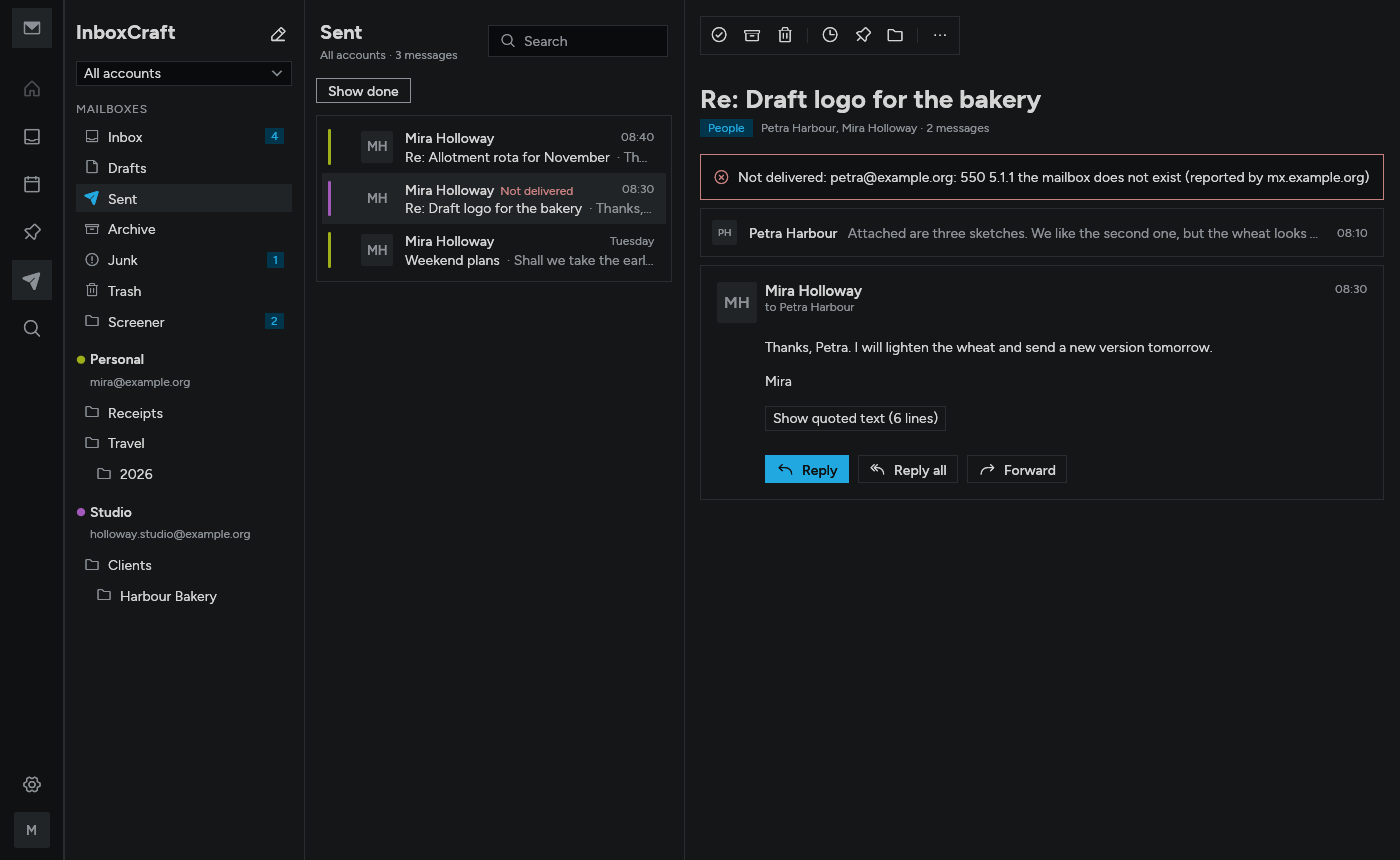 InboxCraft
All accounts
MAILBOXES
Inbox 4
Drafts
Sent
Archive
Junk 1
Trash
Screener 2
Personal
mira@example.org
Receipts
Travel
2026
Studio
holloway.studio@example.org
Clients
Harbour Bakery
M
Sent
All accounts · 3 messages
Search
Show done
MH
Mira Holloway 08:40
Re: Allotment rota for November · Th…
MH
Mira Holloway Not delivered 08:30
Re: Draft logo for the bakery · Thanks,…
MH
Mira Holloway Tuesday
Weekend plans · Shall we take the earl…
Re: Draft logo for the bakery
People Petra Harbour, Mira Holloway · 2 messages
Not delivered: petra@example.org: 550 5.1.1 the mailbox does not exist (reported by mx.example.org)
PH Petra Harbour Attached are three sketches. We like the second one, but the wheat looks … 08:10
MH
Mira Holloway 08:30
to Petra Harbour
Thanks, Petra. I will lighten the wheat and send a new version tomorrow.
Mira
Show quoted text (6 lines)
Reply Reply all Forward